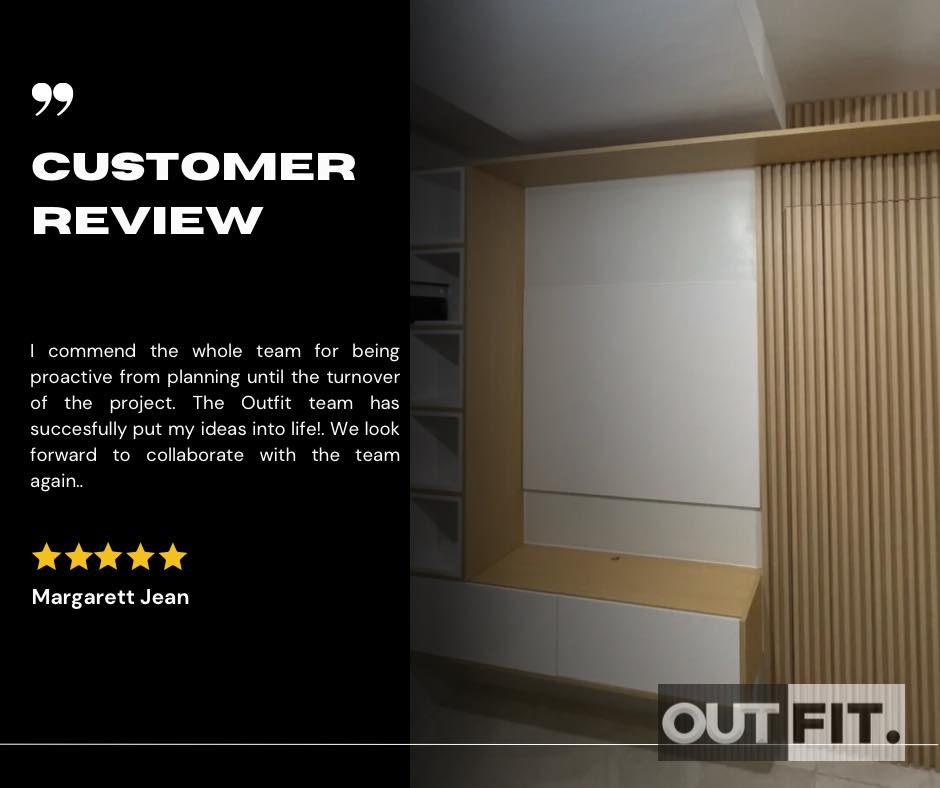 ”
CUSTOMER
REVIEW
I commend the whole team for being
proactive from planning until the turnover
of the project. The Outfit team has
succesfully put my ideas into life!. We look
forward to collaborate with the team
again..
Margarett Jean
OUTFIT.